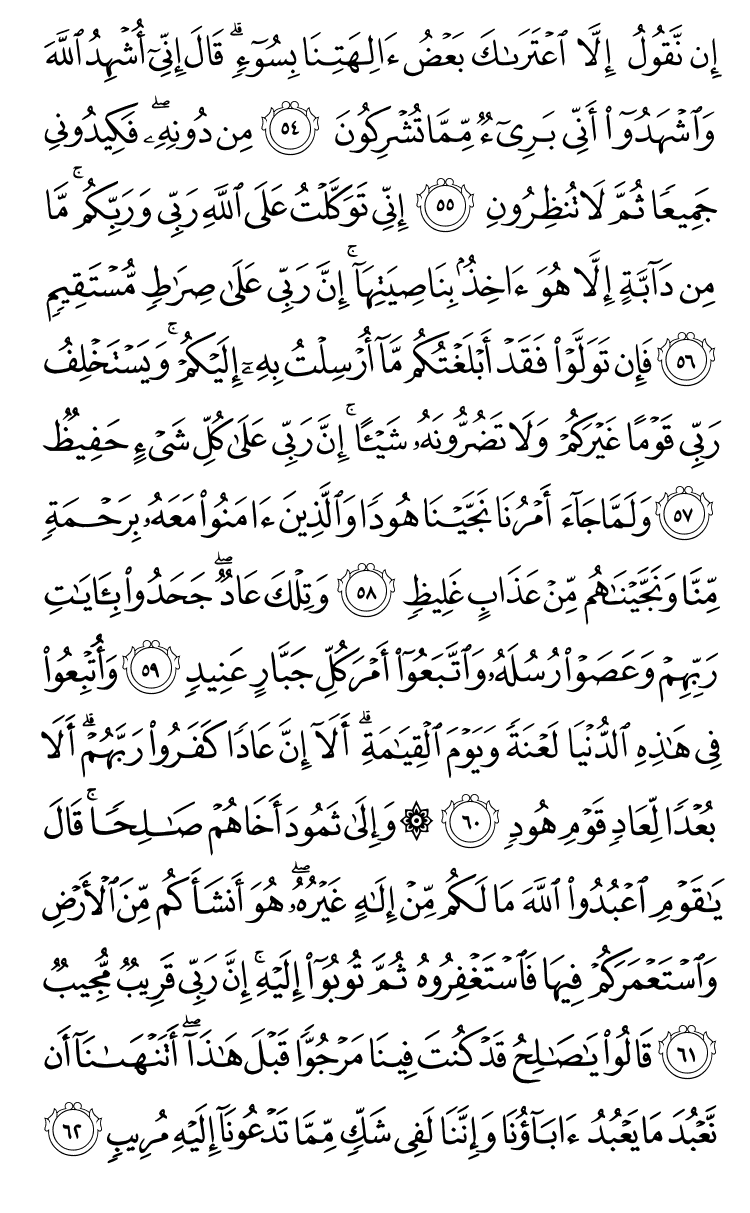 إِن نَّقُولُ إِلَّا ٱعْتَرَىٰكَ بَعْضُ ءَالِهَتِنَا بِسُوٓءٍۗ قَالَ إِنِّىٓ أُشْهِدُ ٱللَّهَ
وَٱشْهَدُوٓا۟ أَنِّى بَرِىٓءٌ مِّمَّا تُشْرِكُونَ ٥٤ مِن دُونِهِۦۖ فَكِيدُونِى
جَمِيعًا ثُمَّ لَا تُنظِرُونِ ٥٥ إِنِّى تَوَكَّلْتُ عَلَى ٱللَّهِ رَبِّى وَرَبِّكُمۚ مَّا
مِن دَآبَّةٍ إِلَّا هُوَ ءَاخِذٌۢ بِنَاصِيَتِهَآۚ إِنَّ رَبِّى عَلَىٰ صِرَٰطٍ مُّسْتَقِيمٍ
٥٦ فَإِن تَوَلَّوْا۟ فَقَدْ أَبْلَغْتُكُم مَّآ أُرْسِلْتُ بِهِۦٓ إِلَيْكُمْۚ وَيَسْتَخْلِفُ
رَبِّى قَوْمًا غَيْرَكُمْ وَلَا تَضُرُّونَهُۥ شَيْـًٔاۚ إِنَّ رَبِّى عَلَىٰ كُلِّ شَىْءٍ حَفِيظٌ
٥٧ وَلَمَّا جَآءَ أَمْرُنَا نَجَّيْنَا هُودًا وَٱلَّذِينَ ءَامَنُوا۟ مَعَهُۥ بِرَحْمَةٍ
مِّنَّا وَنَجَّيْنَٰهُم مِّنْ عَذَابٍ غَلِيظٍ ٥٨ وَتِلْكَ عَادٌۖ جَحَدُوا۟ بِـَٔايَٰتِ
رَبِّهِمْ وَعَصَوْا۟ رُسُلَهُۥ وَٱتَّبَعُوٓا۟ أَمْرَ كُلِّ جَبَّارٍ عَنِيدٍ ٥٩ وَأُتْبِعُوا۟
فِى هَٰذِهِ ٱلدُّنْيَا لَعْنَةً وَيَوْمَ ٱلْقِيَٰمَةِۗ أَلَآ إِنَّ عَادًا كَفَرُوا۟ رَبَّهُمْۗ أَلَا
بُعْدًا لِّعَادٍ قَوْمِ هُودٍ ٦٠ ۞ وَإِلَىٰ ثَمُودَ أَخَاهُمْ صَٰلِحًاۚ قَالَ
يَٰقَوْمِ ٱعْبُدُوا۟ ٱللَّهَ مَا لَكُم مِّنْ إِلَٰهٍ غَيْرُهُۥۖ هُوَ أَنشَأَكُم مِّنَ ٱلْأَرْضِ
وَٱسْتَعْمَرَكُمْ فِيهَا فَٱسْتَغْفِرُوهُ ثُمَّ تُوبُوٓا۟ إِلَيْهِۚ إِنَّ رَبِّى قَرِيبٌ مُّجِيبٌ
٦١ قَالُوا۟ يَٰصَٰلِحُ قَدْ كُنتَ فِينَا مَرْجُوًّا قَبْلَ هَٰذَآۖ أَتَنْهَىٰنَآ أَن
نَّعْبُدَ مَا يَعْبُدُ ءَابَآؤُنَا وَإِنَّنَا لَفِى شَكٍّ مِّمَّا تَدْعُونَآ إِلَيْهِ مُرِيبٍ ٦٢